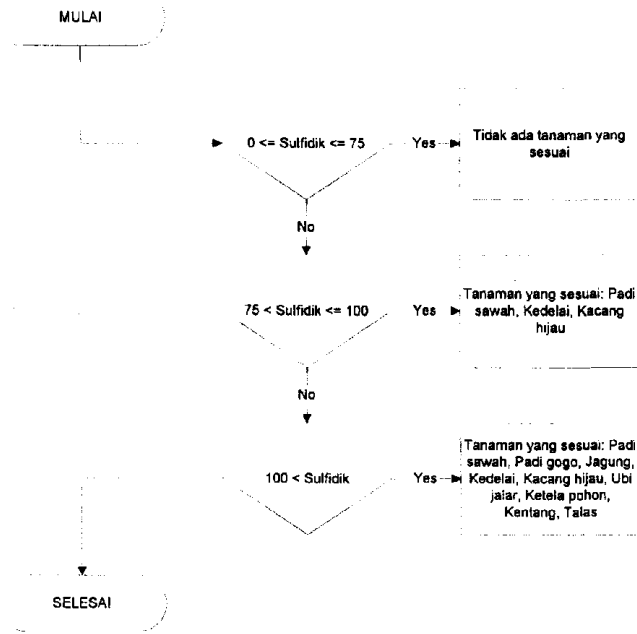 MULAI
0 <= Sulfidik <= 75
Yes
Tidak ada tanaman yang
sesuai
No
75 < Sulfidik <= 100
Yes
Tanaman yang sesuai: Padi
sawah, Kedelai, Kacang
hijau
No
100 < Sulfidik
Yes
Tanaman yang sesuai: Padi
sawah, Padi gogo, Jagung,
Kedelai, Kacang hijau, Ubi
jalar, Ketela pohon,
Kentang, Talas
SELESAI